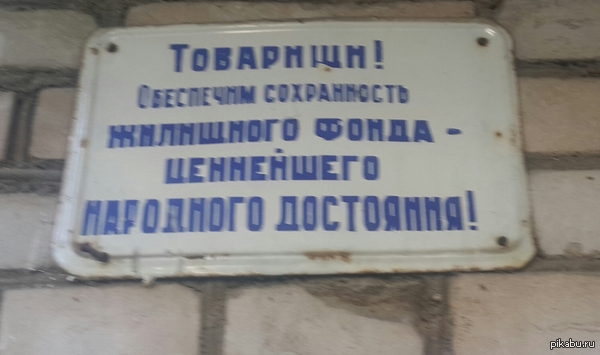 Товарищи!
Обеспечим сохранность
жилищного фонда -
ценнейшего
народного достояния!
pikabu.ru